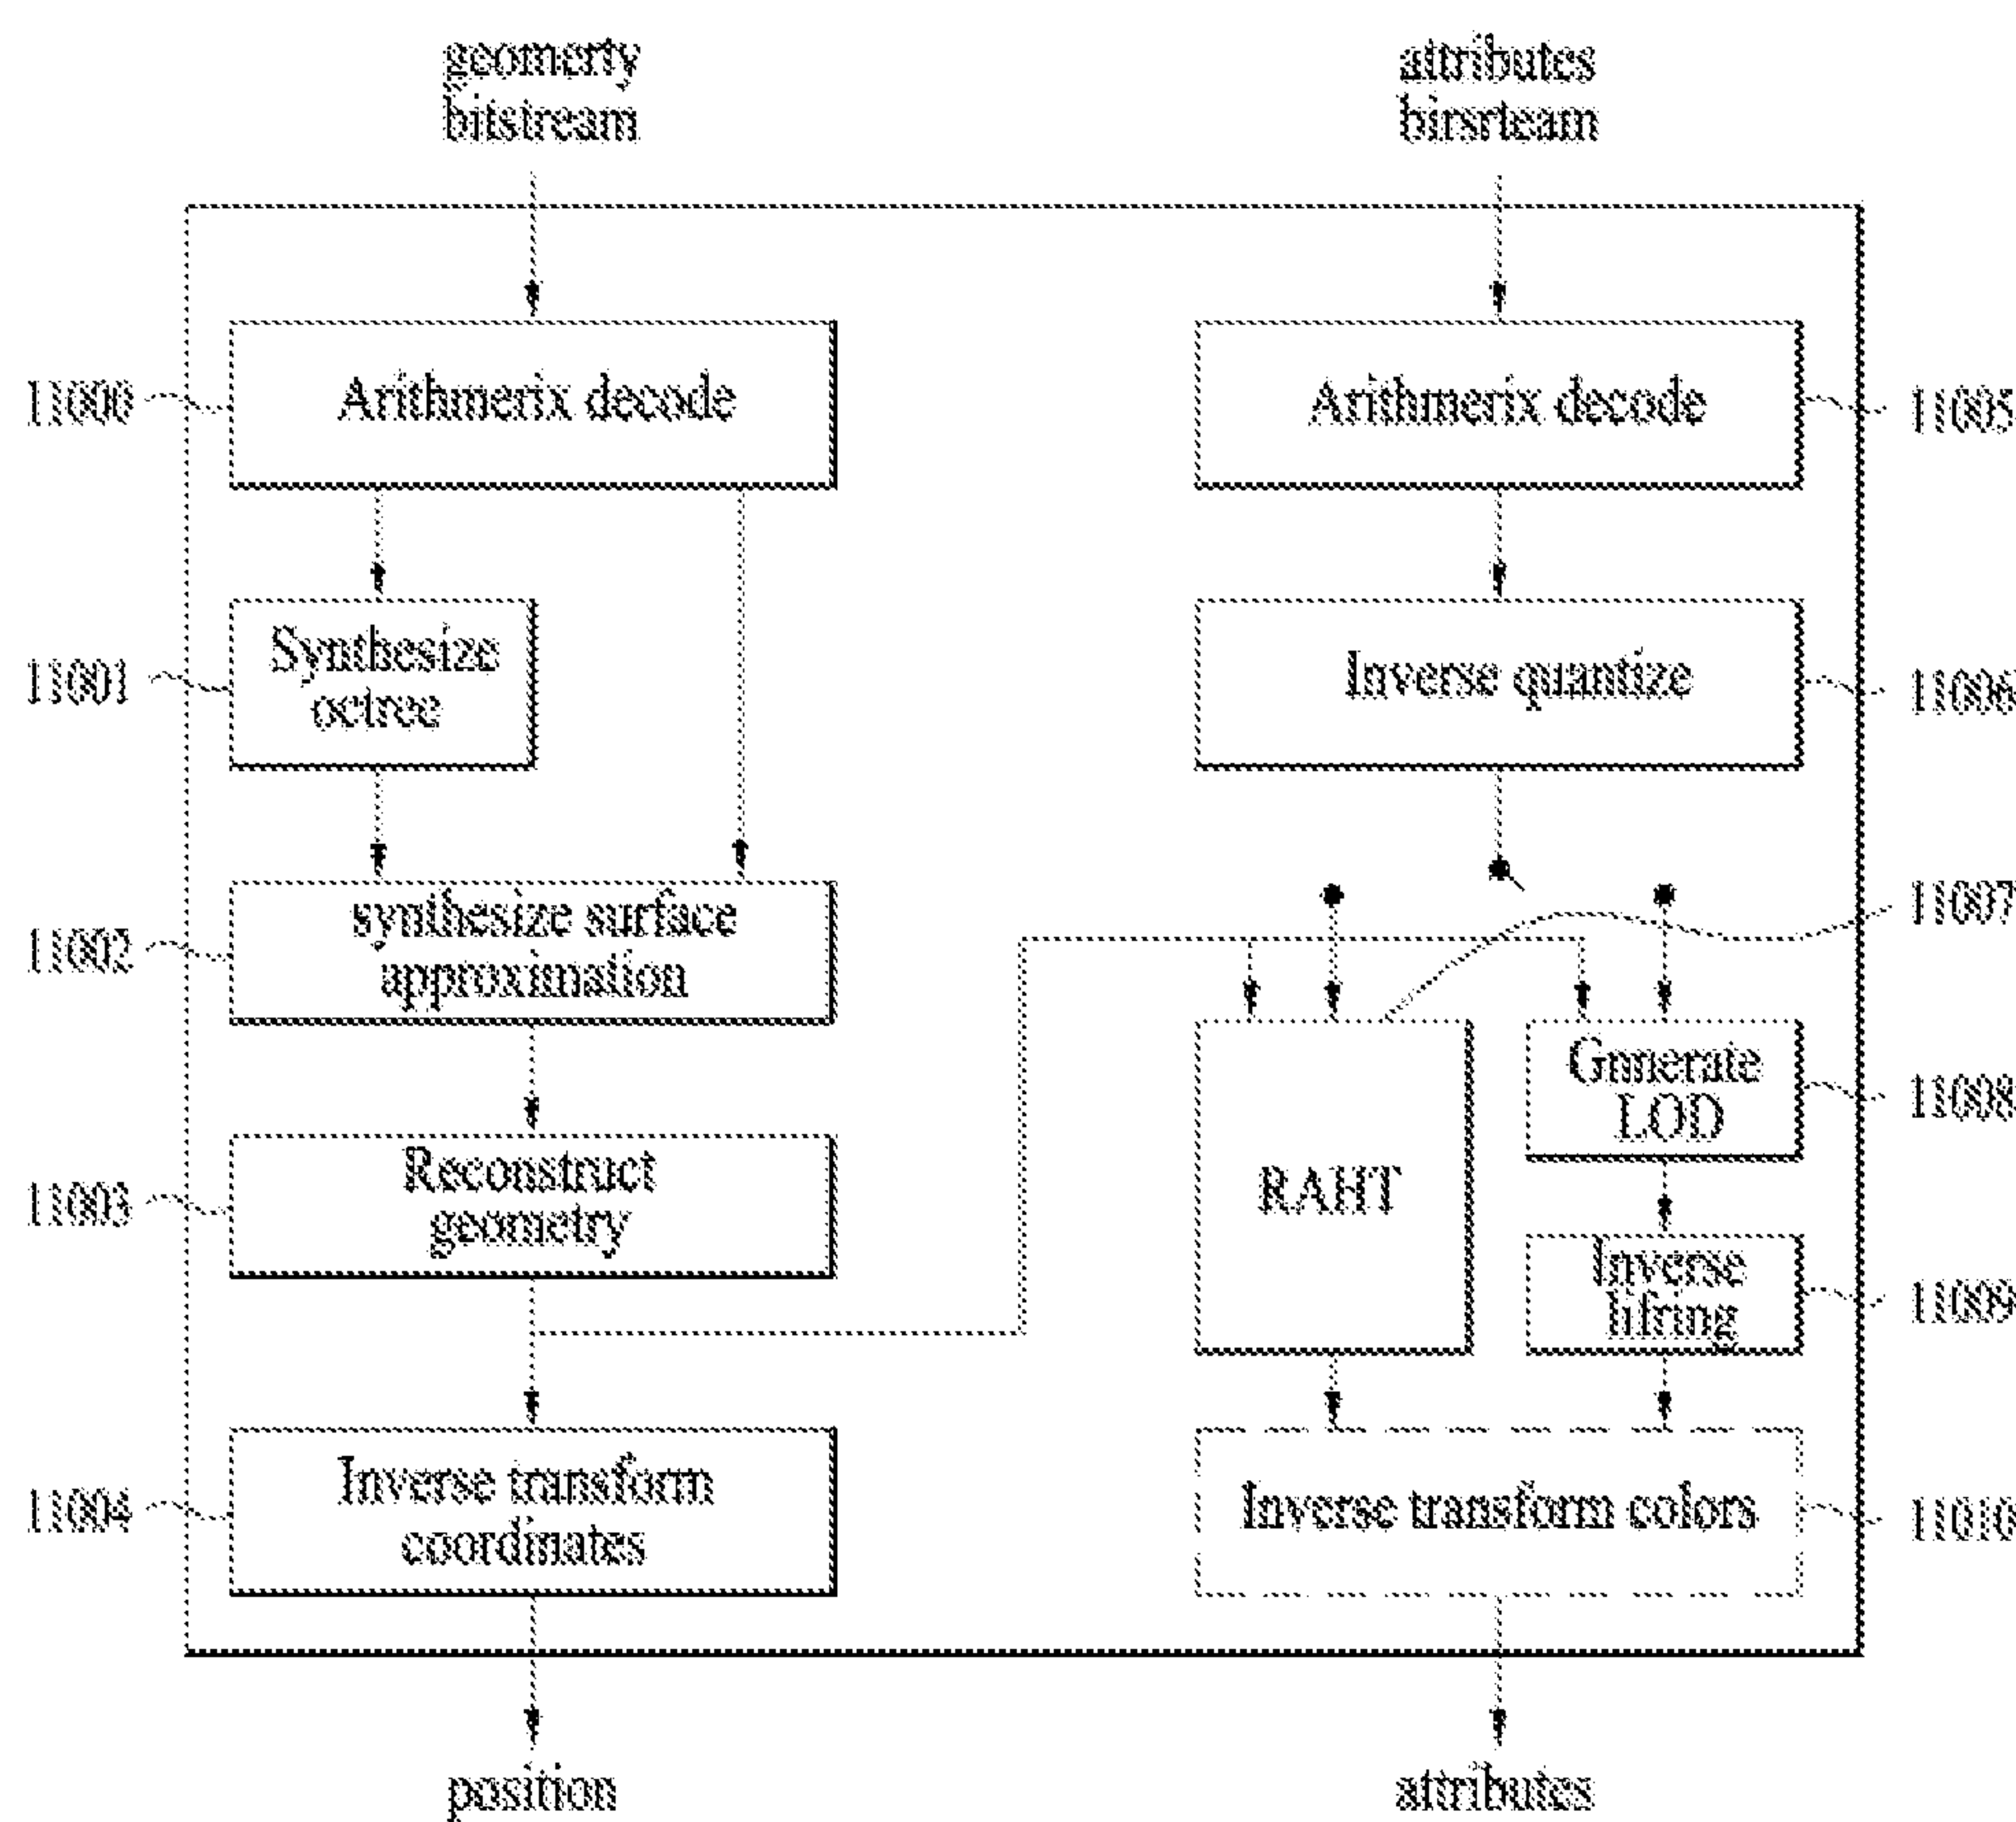 geomerty
bitstream
attributes
birsrteam
11000
Arithmerix decode
Arithmerix decode
11005
11001
Synthesize
octree
Inverse quantize
11006
11002
synthesize surface
approximation
11007
Gnnerate
LOD
11008
11003
Reconstruct
geometry
RAHT
Inverse
lifring
11009
11004
Inverse transform
coordinates
Inverse transform colors
11010
position
attributes